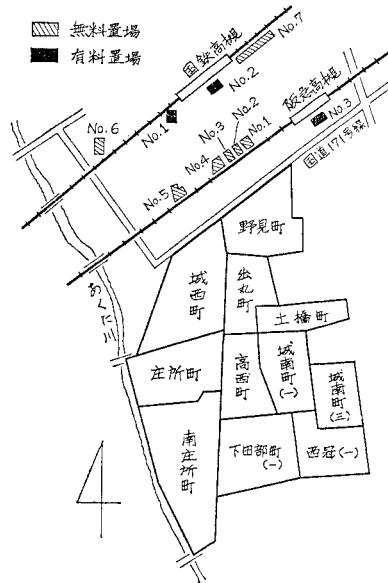 無料置場
有料置場
国鉄高槻
No.7
No.2
No.1
No.6
阪急高槻
No.3
No.2
No.1
No.3
No.4
No.5
国道171号線
あくた川
野見町
城西町
出丸町
土橋町
庄所町
高西町
城南町(一)
城南町(三)
南庄所町
下田部町(一)
西冠(一)